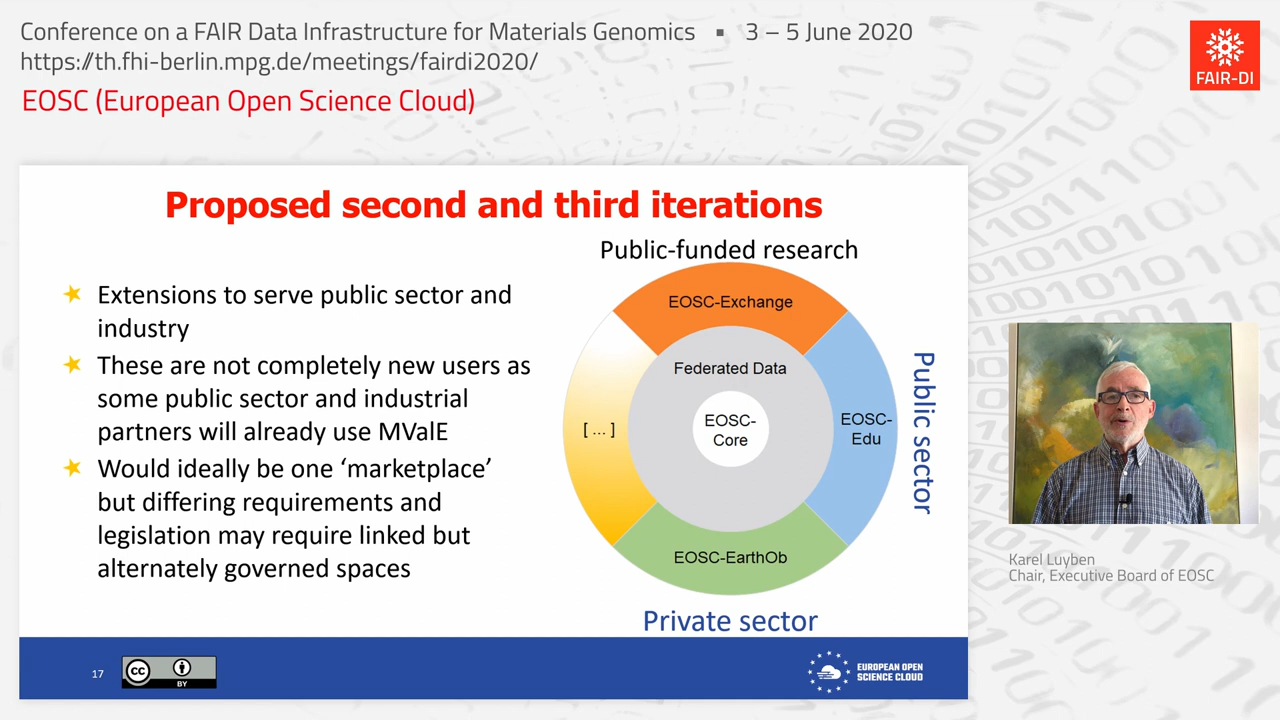 Conference on a FAIR Data Infrastructure for Materials Genomics ▪ 3 – 5 June 2020
https://th.fhi-berlin.mpg.de/meetings/fairdi2020/
EOSC (European Open Science Cloud)
FAIR-DI
Proposed second and third iterations
Extensions to serve public sector and
industry
These are not completely new users as
some public sector and industrial
partners will already use MValE
Would ideally be one ‘marketplace’
but differing requirements and
legislation may require linked but
alternately governed spaces
Public-funded research
EOSC-Exchange
Federated Data
EOSC-
Core
[ ... ]
EOSC-
Edu
EOSC-EarthOb
Public sector
Private sector
17
cc
BY
EUROPEAN OPEN
SCIENCE CLOUD
Karel Luyben
Chair, Executive Board of EOSC